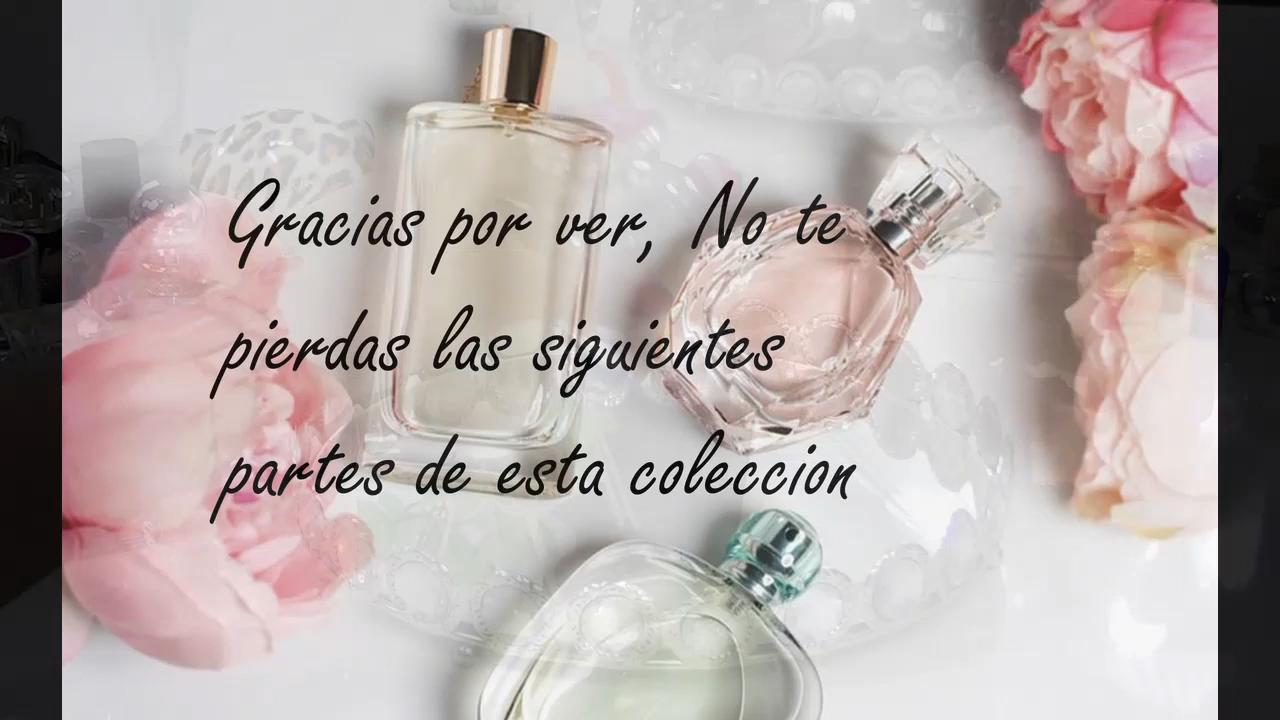 Gracias por ver, No te
pierdas las siguientes
partes de esta coleccion